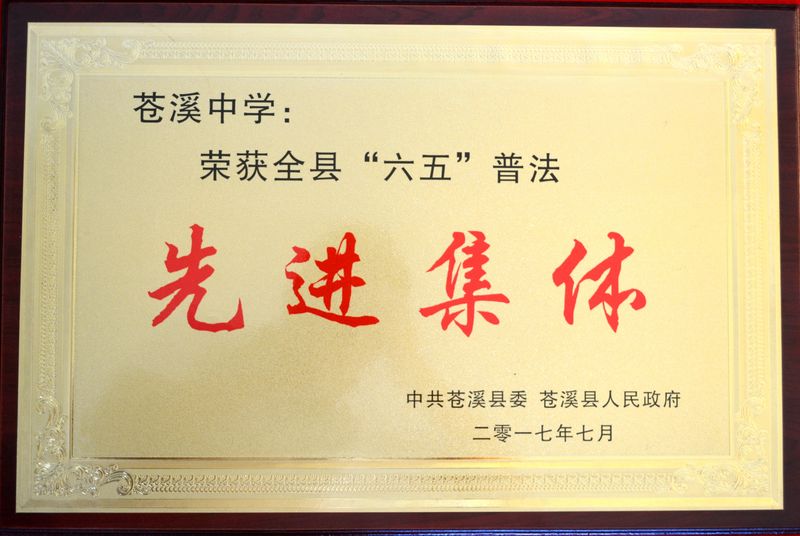 苍溪中学：
荣获全县“六五”普法
先进集体
中共苍溪县委 苍溪县人民政府
二零一七年七月